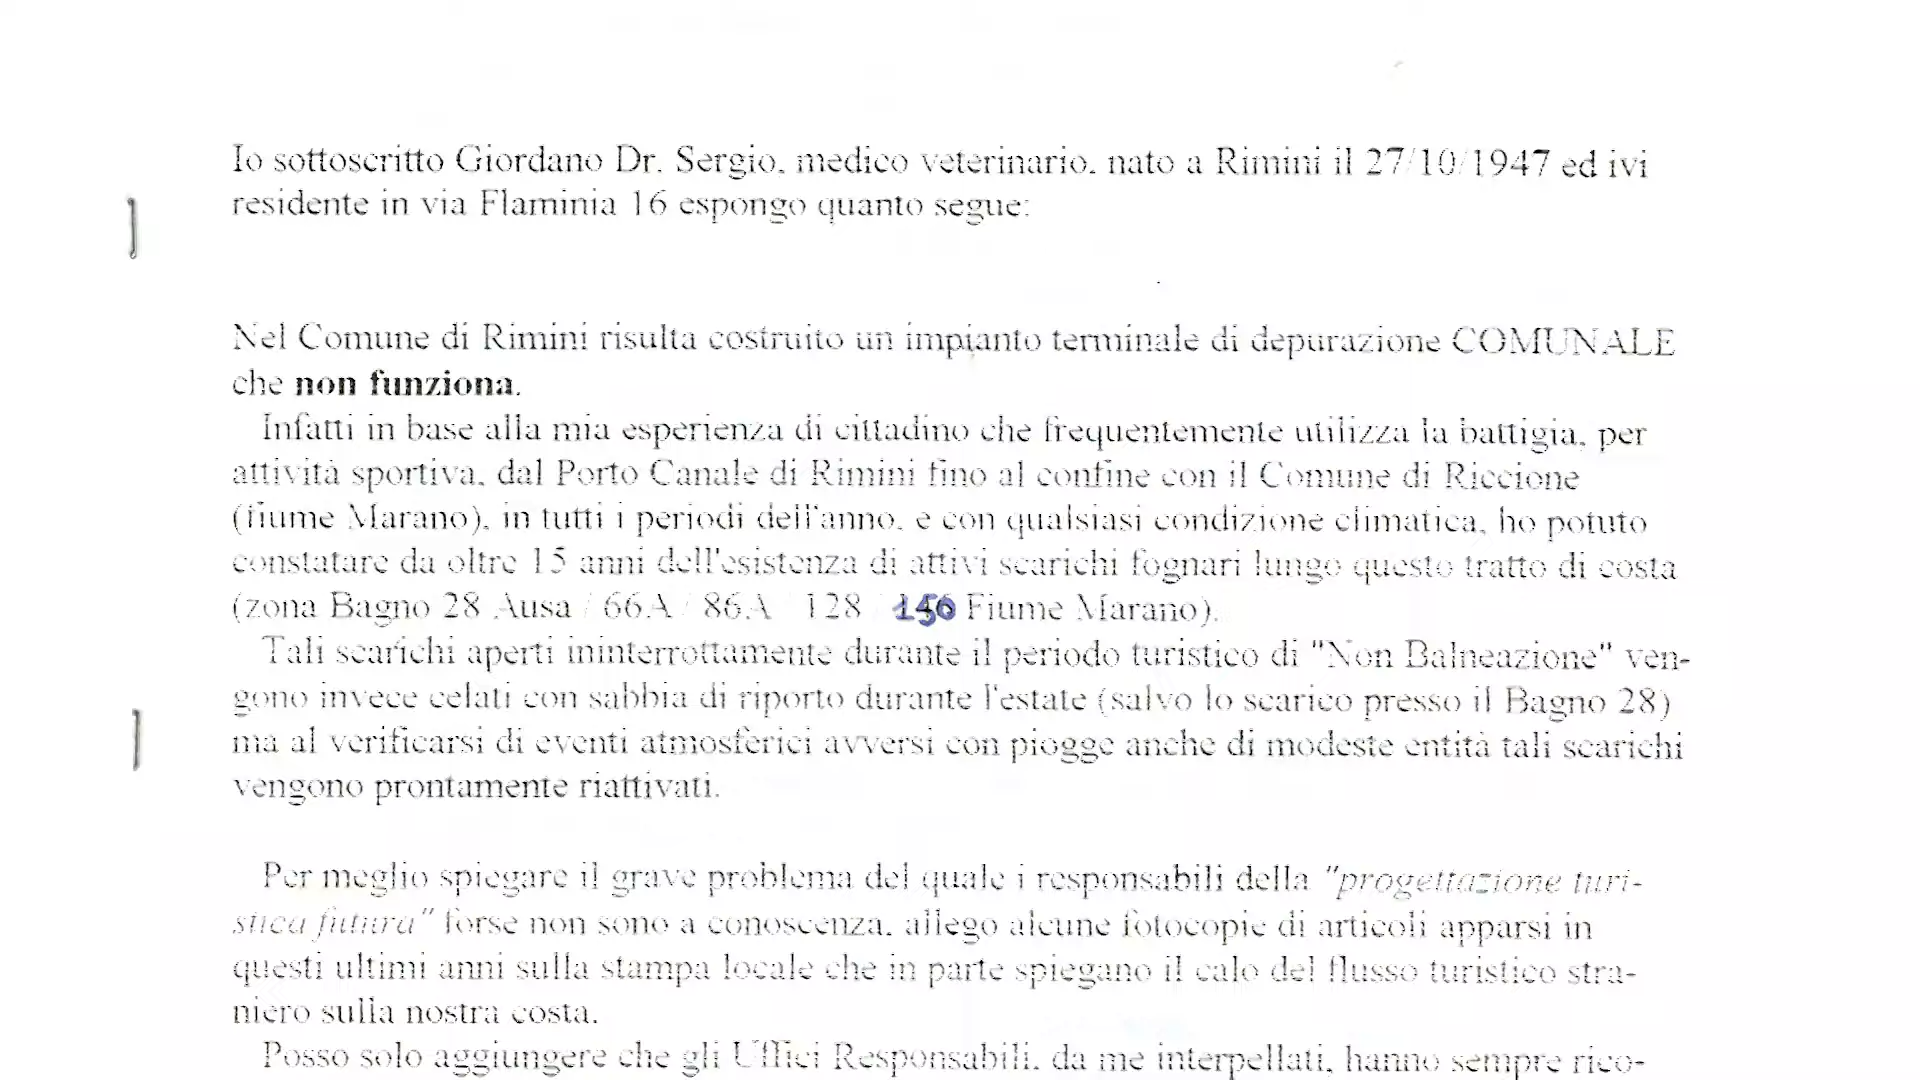 Io sottoscritto Giordano Dr. Sergio, medico veterinario, nato a Rimini il 27/10/1947 ed ivi
residente in via Flaminia 16 espongo quanto segue:
Nel Comune di Rimini risulta costruito un impianto terminale di depurazione COMUNALE
che non funziona.
Infatti in base alla mia esperienza di cittadino che frequentemente utilizza la battigia, per
attività sportiva, dal Porto Canale di Rimini fino al confine con il Comune di Riccione
(fiume Marano), in tutti i periodi dell'anno, e con qualsiasi condizione climatica, ho potuto
constatare da oltre 15 anni dell'esistenza di attivi scarichi fognari lungo questo tratto di costa
(zona Bagno 28 Ausa / 66A / 86A / 128 / 150 Fiume Marano).
Tali scarichi aperti ininterrottamente durante il periodo turistico di "Non Balneazione" ven-
gono invece celati con sabbia di riporto durante l'estate (salvo lo scarico presso il Bagno 28)
ma al verificarsi di eventi atmosferici avversi con piogge anche di modeste entità tali scarichi
vengono prontamente riattivati.
Per meglio spiegare il grave problema del quale i responsabili della "progettazione turi-
stica futura" forse non sono a conoscenza, allego alcune fotocopie di articoli apparsi in
questi ultimi anni sulla stampa locale che in parte spiegano il calo del flusso turistico stra-
niero sulla nostra costa.
Posso solo aggiungere che gli Uffici Responsabili, da me interpellati, hanno sempre rico-